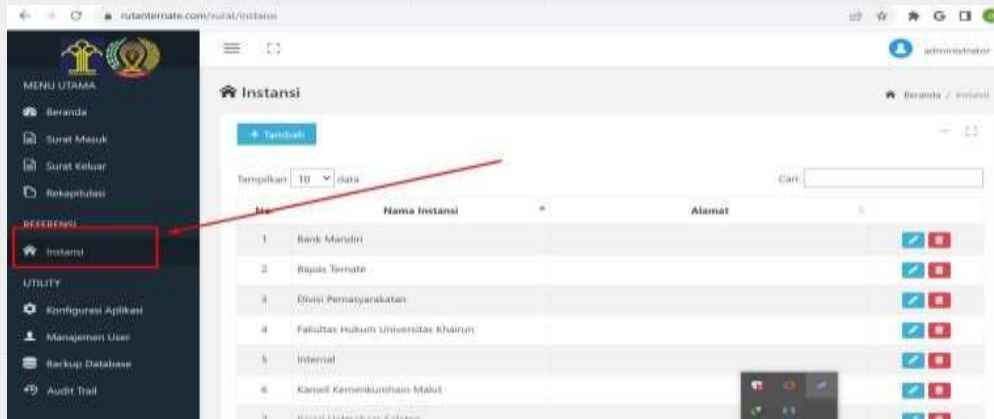 rutanternate.com/surat/instansi
administrator
MENU UTAMA
Beranda
Surat Masuk
Surat Keluar
Rekapitulasi
REFERENSI
Instansi
UTILITY
Konfigurasi Aplikasi
Manajemen User
Backup Database
Audit Trail
Instansi
Beranda / Instansi
+ Tambah
Tampilkan 10 data
Cari:
No Nama Instansi Alamat
1 Bank Mandiri
2 Bapas Ternate
3 Divisi Pemasyarakatan
4 Fakultas Hukum Universitas Khairun
5 Internal
6 Kanwil Kemenkumham Malut
7